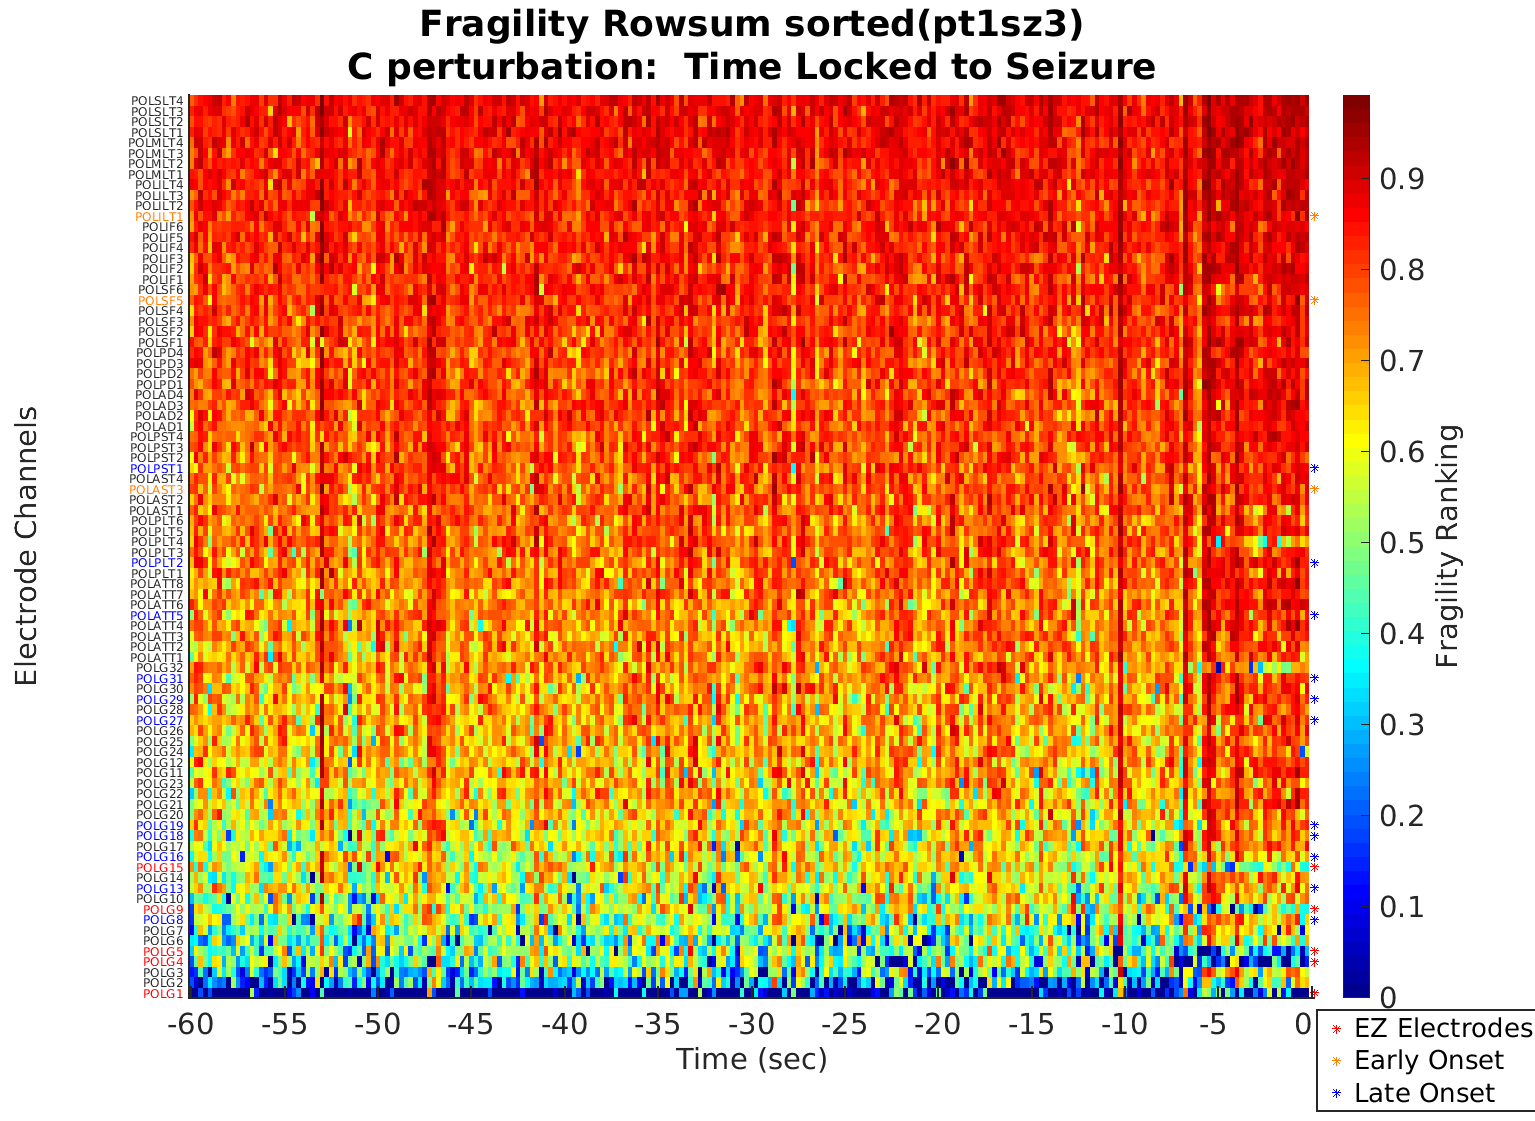 Fragility Rowsum sorted(pt1sz3)
C perturbation:  Time Locked to Seizure
Electrode Channels
POLSLT4
POLSLT3
POLSLT2
POLSLT1
POLMLT4
POLMLT3
POLMLT2
POLMLT1
POLILT4
POLILT3
POLILT2
POLILT1
POLIF6
POLIF5
POLIF4
POLIF3
POLIF2
POLIF1
POLSF6
POLSF5
POLSF4
POLSF3
POLSF2
POLSF1
POLPD4
POLPD3
POLPD2
POLPD1
POLAD4
POLAD3
POLAD2
POLAD1
POLPST4
POLPST3
POLPST2
POLPST1
POLAST4
POLAST3
POLAST2
POLAST1
POLPLT6
POLPLT5
POLPLT4
POLPLT3
POLPLT2
POLPLT1
POLATT8
POLATT7
POLATT6
POLATT5
POLATT4
POLATT3
POLATT2
POLATT1
POLG32
POLG31
POLG30
POLG29
POLG28
POLG27
POLG26
POLG25
POLG24
POLG12
POLG11
POLG23
POLG22
POLG21
POLG20
POLG19
POLG18
POLG17
POLG16
POLG15
POLG14
POLG13
POLG10
POLG9
POLG8
POLG7
POLG6
POLG5
POLG4
POLG3
POLG2
POLG1
-60 -55 -50 -45 -40 -35 -30 -25 -20 -15 -10 -5 0
Time (sec)
0.9
0.8
0.7
0.6
0.5
0.4
0.3
0.2
0.1
0
Fragility Ranking
EZ Electrodes
Early Onset
Late Onset